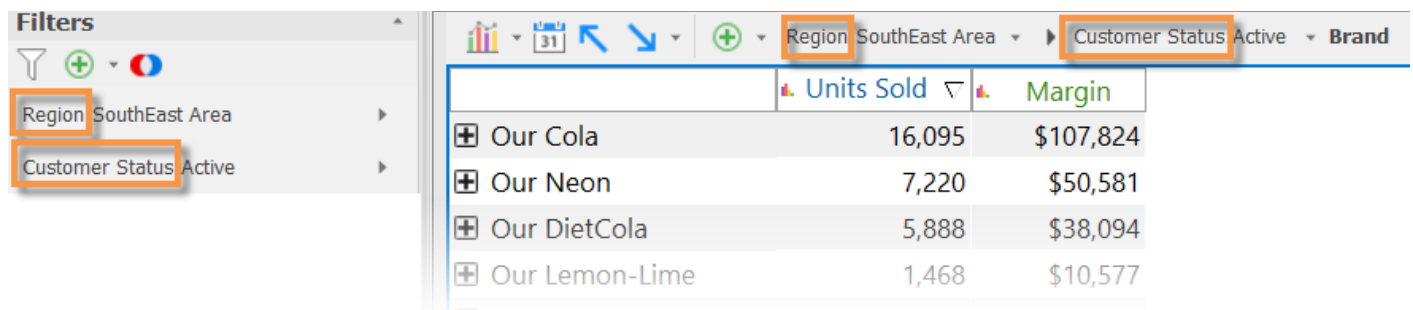 Filters
Region SouthEast Area
Customer Status Active
31 Region SouthEast Area Customer Status Active Brand
Units Sold Margin
Our Cola 16,095 $107,824
Our Neon 7,220 $50,581
Our DietCola 5,888 $38,094
Our Lemon-Lime 1,468 $10,577